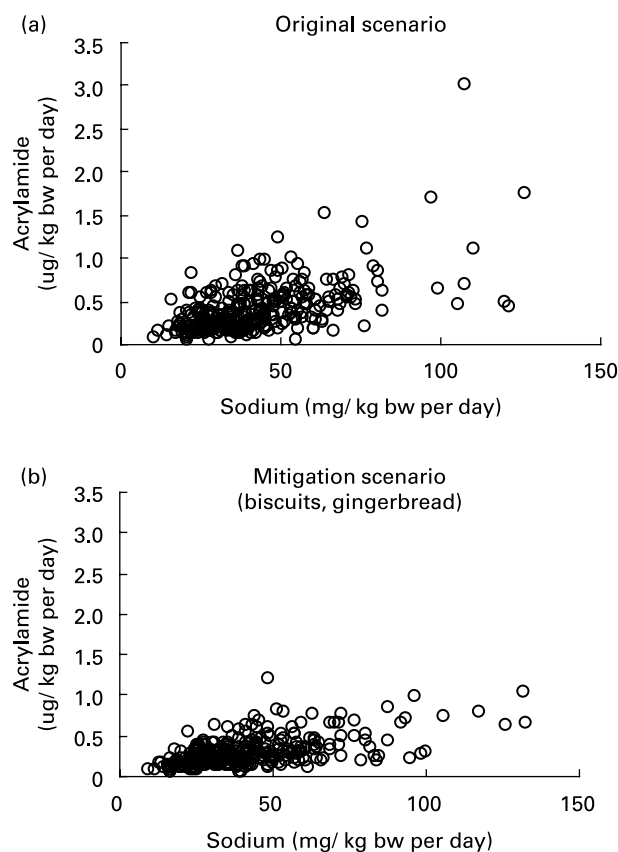 (a) Original scenario
3.5
3.0
2.5
2.0
1.5
1.0
0.5
0
Acrylamide
(ug/ kg bw per day)
0 50 100 150
Sodium (mg/ kg bw per day)
(b) Mitigation scenario
(biscuits, gingerbread)
3.5
3.0
2.5
2.0
1.5
1.0
0.5
0
Acrylamide
(ug/ kg bw per day)
0 50 100 150
Sodium (mg/ kg bw per day)